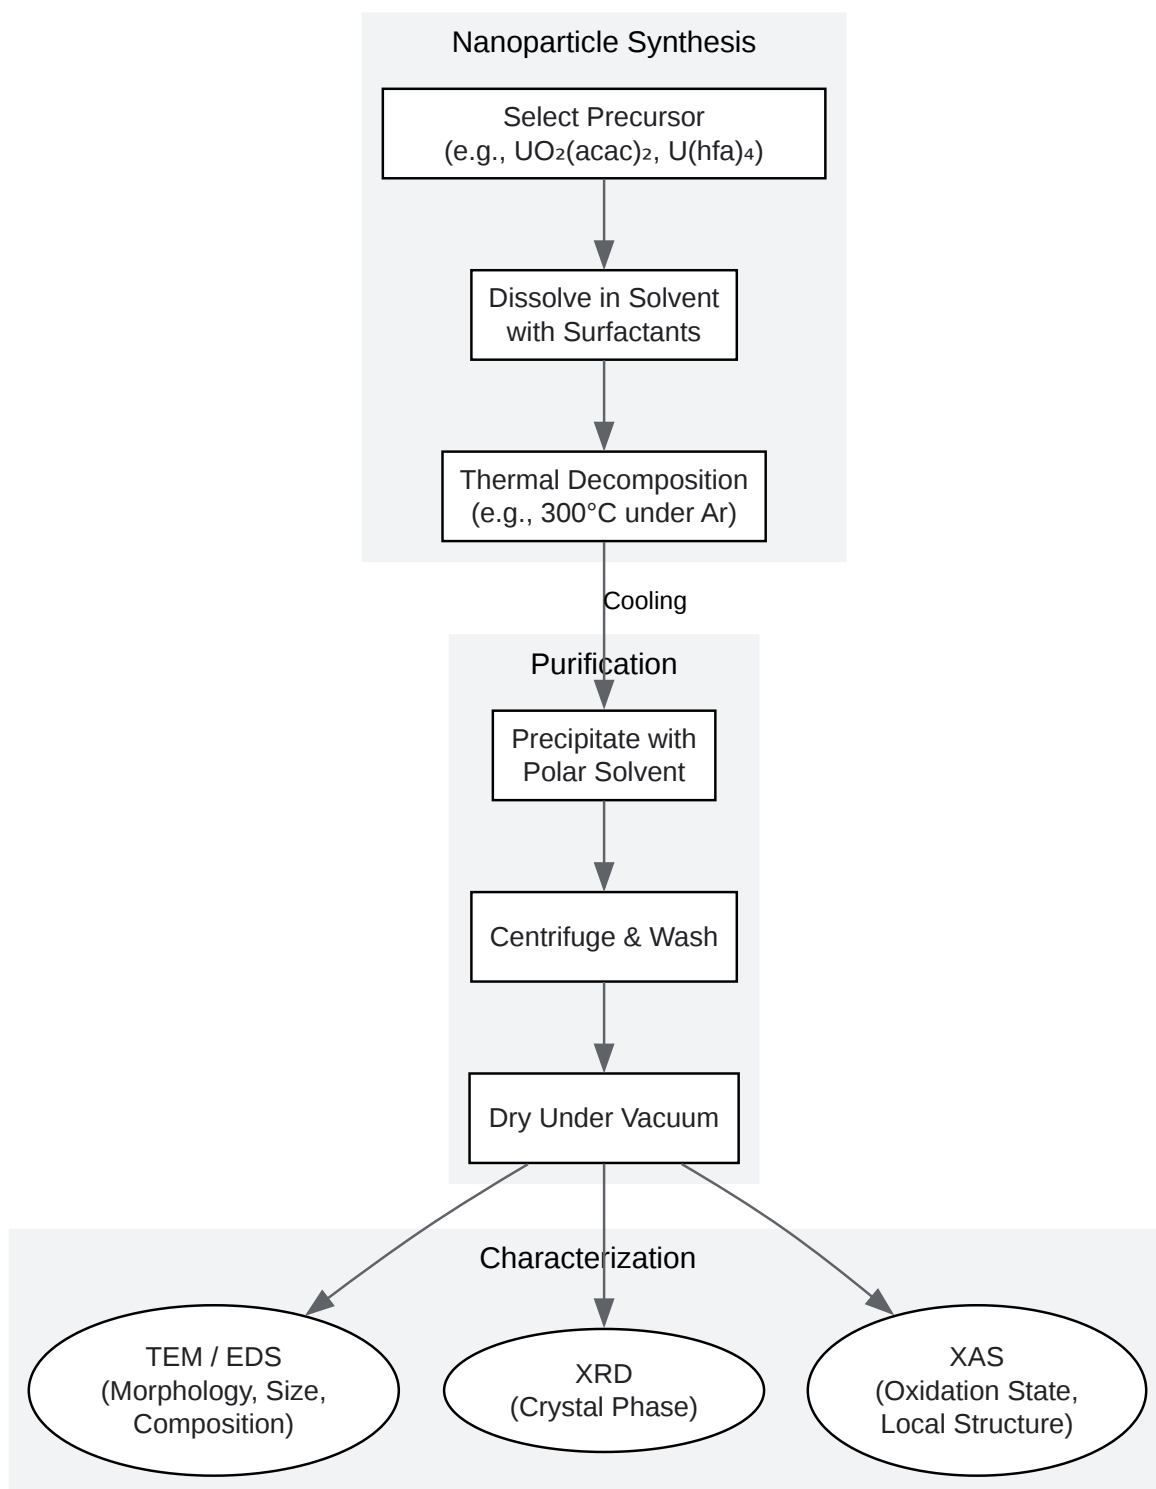 Nanoparticle Synthesis
Select Precursor
(e.g., UO₂(acac)₂, U(hfa)₄)
Dissolve in Solvent
with Surfactants
Thermal Decomposition
(e.g., 300°C under Ar)
Cooling
Purification
Precipitate with
Polar Solvent
Centrifuge & Wash
Dry Under Vacuum
Characterization
TEM / EDS
(Morphology, Size,
Composition)
XRD
(Crystal Phase)
XAS
(Oxidation State,
Local Structure)